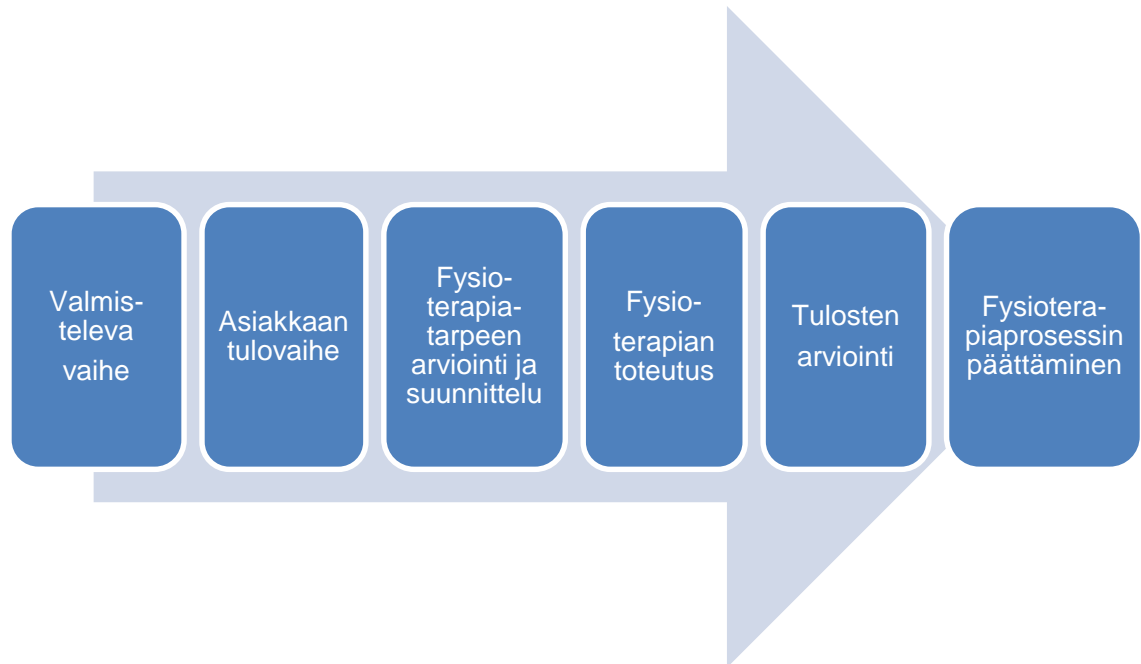 Valmis-
televa
vaihe
Asiakkaan
tulovaihe
Fysio-
terapia-
tarpeen
arviointi ja
suunnittelu
Fysio-
terapian
toteutus
Tulosten
arviointi
Fysiotera-
piaprosessin
päättäminen